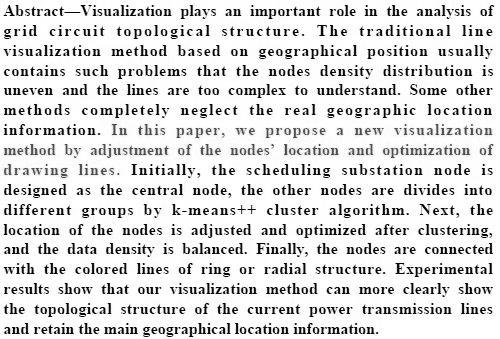 Abstract—Visualization plays an important role in the analysis of
grid circuit topological structure. The traditional line
visualization method based on geographical position usually
contains such problems that the nodes density distribution is
uneven and the lines are too complex to understand. Some other
methods completely neglect the real geographic location
information. In this paper, we propose a new visualization
method by adjustment of the nodes' location and optimization of
drawing lines. Initially, the scheduling substation node is
designed as the central node, the other nodes are divides into
different groups by k-means++ cluster algorithm. Next, the
location of the nodes is adjusted and optimized after clustering,
and the data density is balanced. Finally, the nodes are connected
with the colored lines of ring or radial structure. Experimental
results show that our visualization method can more clearly show
the topological structure of the current power transmission lines
and retain the main geographical location information.